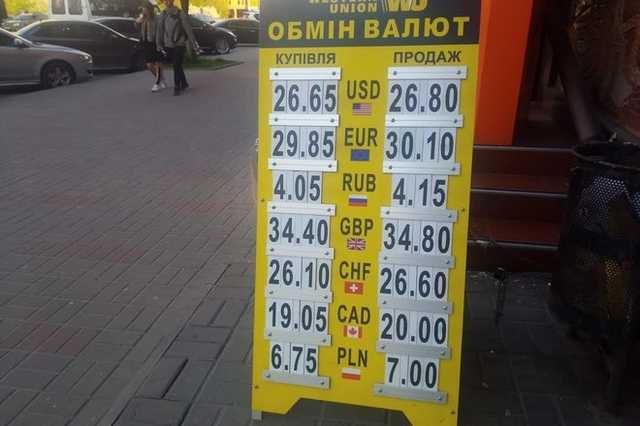 WESTERN
UNION WU
ОБМІН ВАЛЮТ
КУПІВЛЯ ПРОДАЖ
26.65 USD 26.80
29.85 EUR 30.10
4.05 RUB 4.15
34.40 GBP 34.80
26.10 CHF 26.60
19.05 CAD 20.00
6.75 PLN 7.00